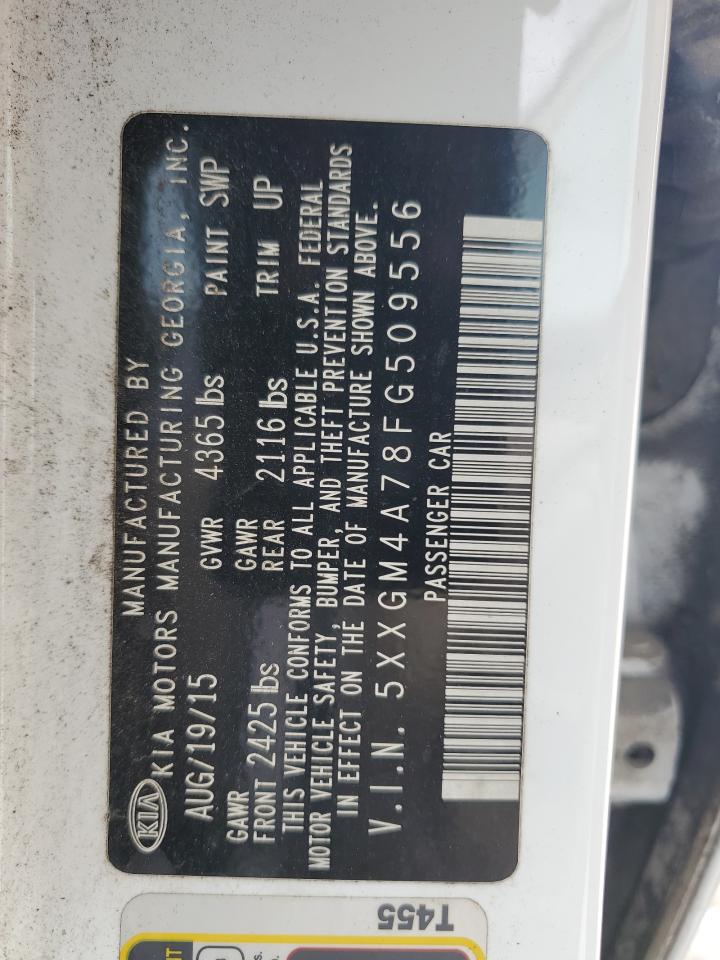 MANUFACTURED BY
KIA KIA MOTORS MANUFACTURING GEORGIA, INC.
AUG/19/15 GVWR 4365 lbs PAINT SWP
GAWR FRONT 2425 lbs GAWR REAR 2116 lbs TRIM UP
THIS VEHICLE CONFORMS TO ALL APPLICABLE U.S.A. FEDERAL
MOTOR VEHICLE SAFETY, BUMPER, AND THEFT PREVENTION STANDARDS
IN EFFECT ON THE DATE OF MANUFACTURE SHOWN ABOVE.
V.I.N. 5XXGM4A78FG509556
PASSENGER CAR
T455